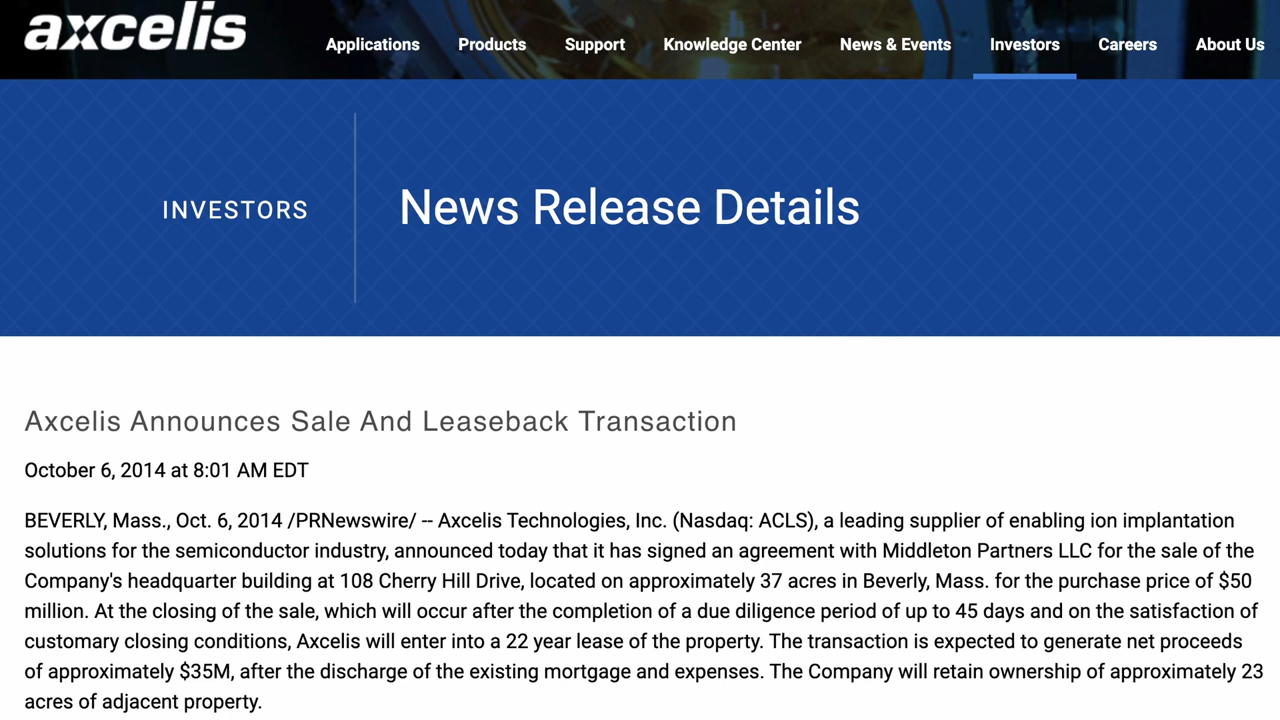 axcelis
Applications Products Support Knowledge Center News & Events Investors Careers About Us
INVESTORS
News Release Details
Axcelis Announces Sale And Leaseback Transaction
October 6, 2014 at 8:01 AM EDT
BEVERLY, Mass., Oct. 6, 2014 /PRNewswire/ -- Axcelis Technologies, Inc. (Nasdaq: ACLS), a leading supplier of enabling ion implantation
solutions for the semiconductor industry, announced today that it has signed an agreement with Middleton Partners LLC for the sale of the
Company's headquarter building at 108 Cherry Hill Drive, located on approximately 37 acres in Beverly, Mass. for the purchase price of $50
million. At the closing of the sale, which will occur after the completion of a due diligence period of up to 45 days and on the satisfaction of
customary closing conditions, Axcelis will enter into a 22 year lease of the property. The transaction is expected to generate net proceeds
of approximately $35M, after the discharge of the existing mortgage and expenses. The Company will retain ownership of approximately 23
acres of adjacent property.